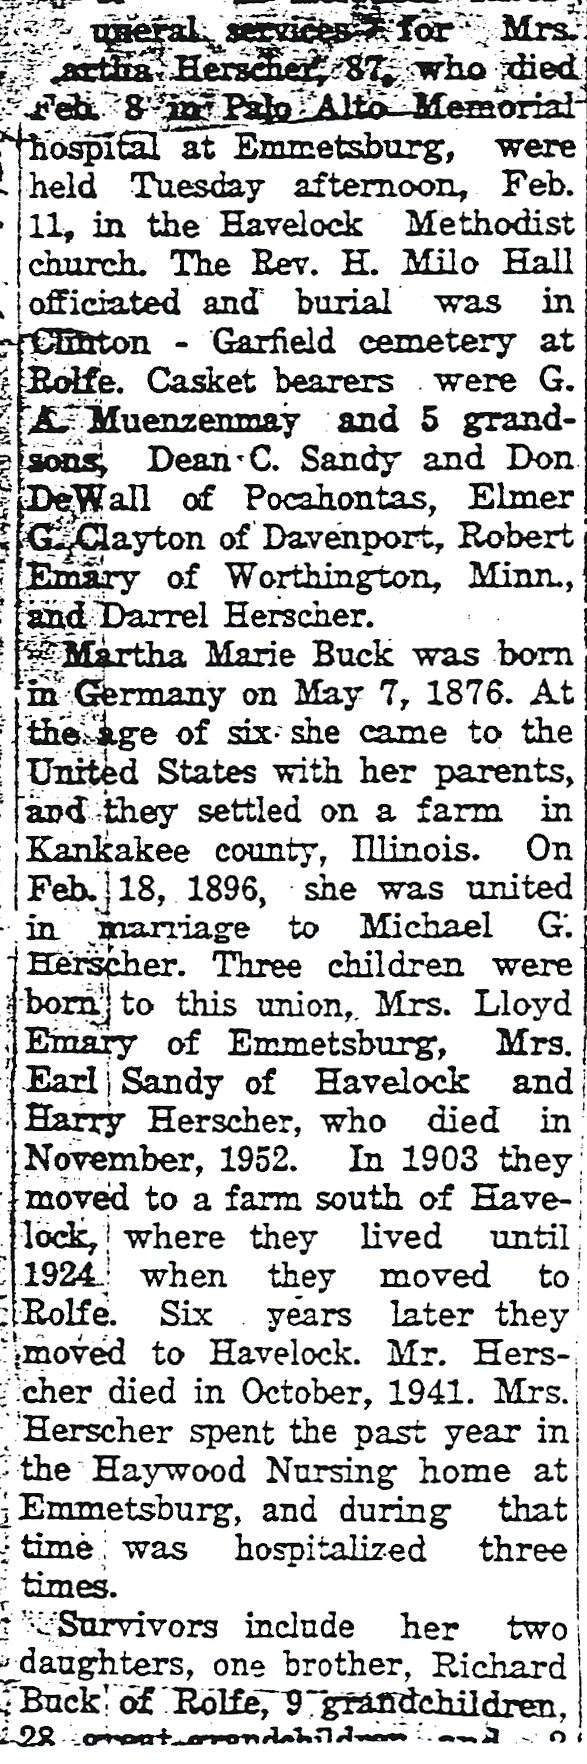 uneral services for Mrs.
artha Herscher, 87, who died
Feb. 8 in Palo Alto Memorial
hospital at Emmetsburg, were
held Tuesday afternoon, Feb.
11, in the Havelock Methodist
church. The Rev. H. Milo Hall
officiated and burial was in
Clinton - Garfield cemetery at
Rolfe. Casket bearers were G.
A. Muenzenmay and 5 grand-
sons, Dean C. Sandy and Don
DeWall of Pocahontas, Elmer
G. Clayton of Davenport, Robert
Emary of Worthington, Minn.,
and Darrel Herscher.
Martha Marie Buck was born
in Germany on May 7, 1876. At
the age of six she came to the
United States with her parents,
and they settled on a farm in
Kankakee county, Illinois. On
Feb. 18, 1896, she was united
in marriage to Michael G.
Herscher. Three children were
born to this union, Mrs. Lloyd
Emary of Emmetsburg, Mrs.
Earl Sandy of Havelock and
Harry Herscher, who died in
November, 1952. In 1903 they
moved to a farm south of Have-
lock, where they lived until
1924 when they moved to
Rolfe. Six years later they
moved to Havelock. Mr. Hers-
cher died in October, 1941. Mrs.
Herscher spent the past year in
the Haywood Nursing home at
Emmetsburg, and during that
time was hospitalized three
times.
Survivors include her two
daughters, one brother, Richard
Buck of Rolfe, 9 grandchildren,
28 great-grandchildren and 2